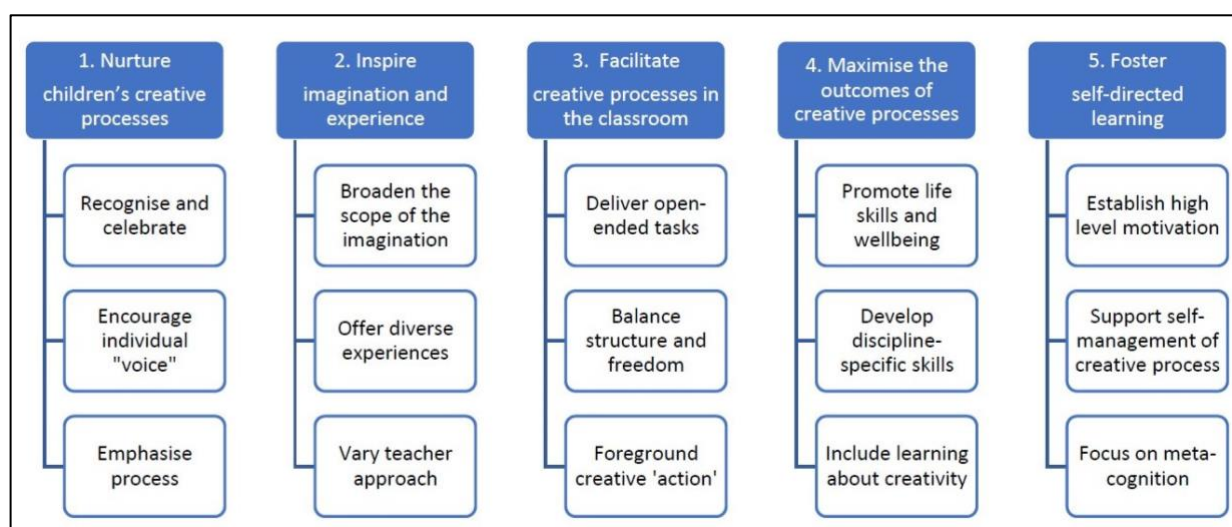 1. Nurture
children's creative
processes
Recognise and
celebrate
Encourage
individual
"voice"
Emphasise
process
2. Inspire
imagination and
experience
Broaden the
scope of the
imagination
Offer diverse
experiences
Vary teacher
approach
3. Facilitate
creative processes in
the classroom
Deliver open-
ended tasks
Balance
structure and
freedom
Foreground
creative 'action'
4. Maximise the
outcomes of
creative processes
Promote life
skills and
wellbeing
Develop
discipline-
specific skills
Include learning
about creativity
5. Foster
self-directed
learning
Establish high
level motivation
Support self-
management of
creative process
Focus on meta-
cognition